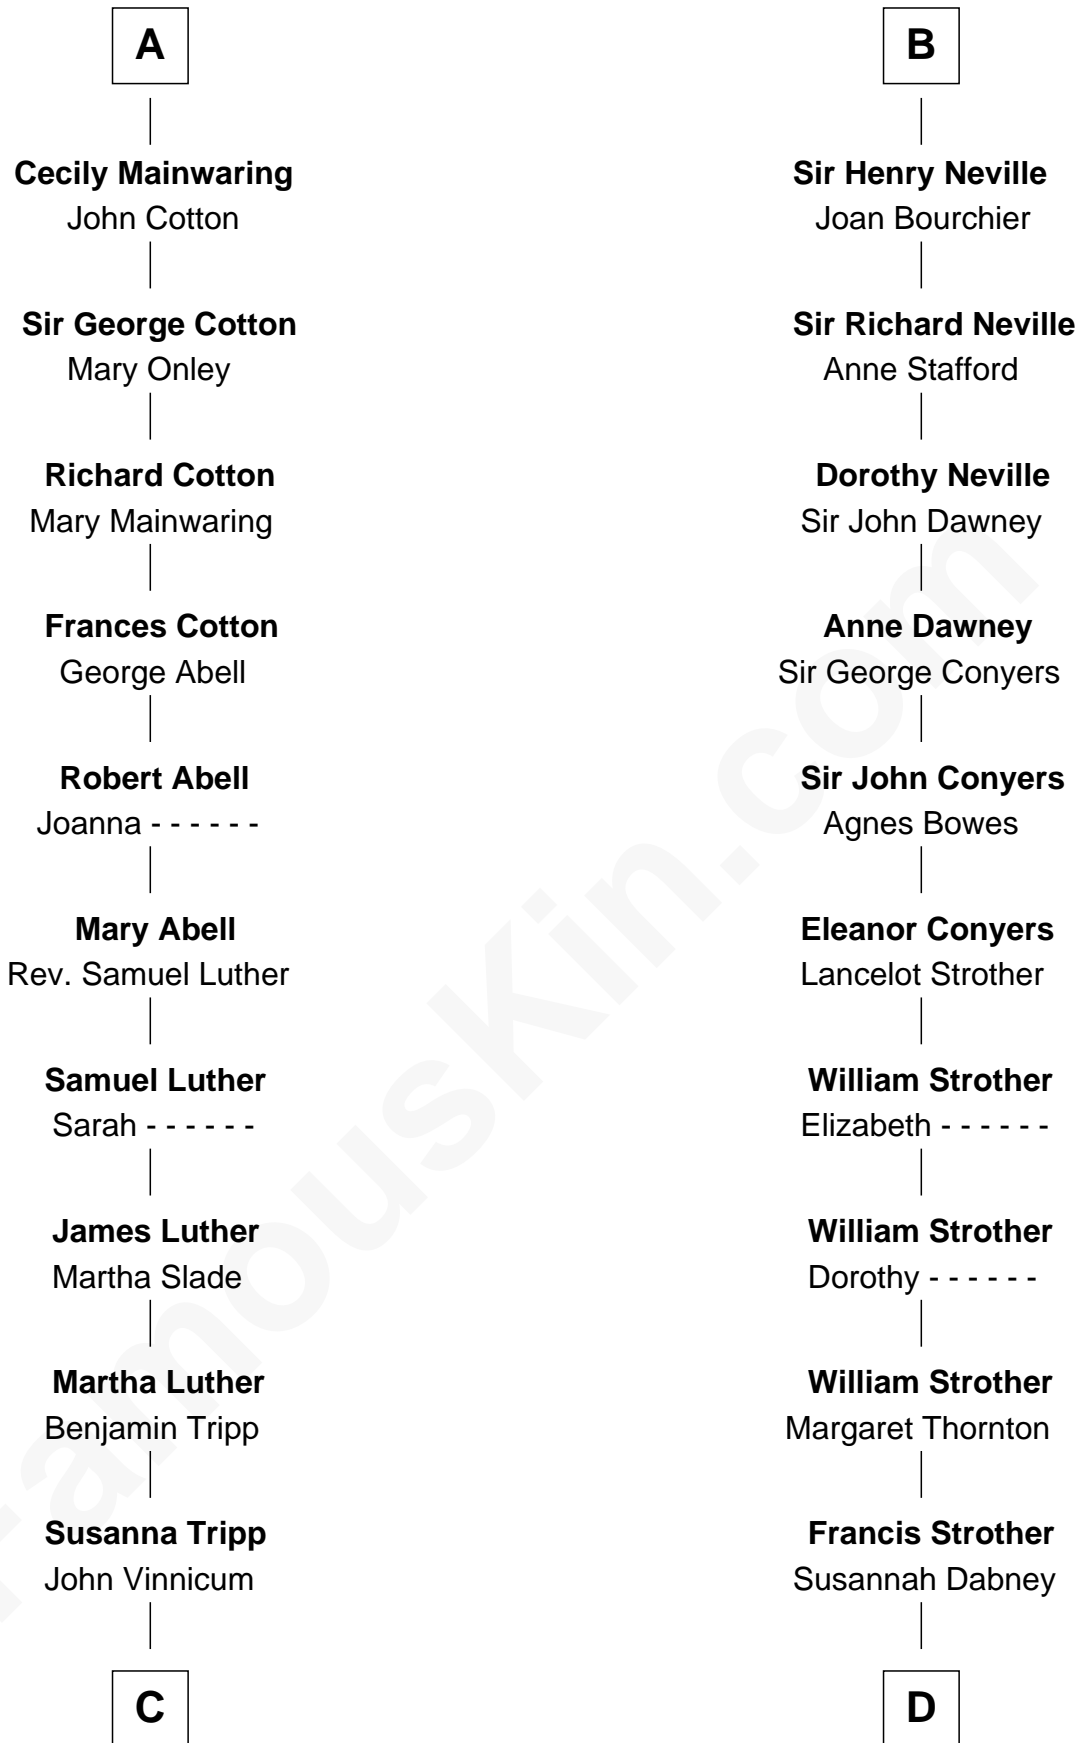 A
Cecily Mainwaring
John Cotton
Sir George Cotton
Mary Onley
Richard Cotton
Mary Mainwaring
Frances Cotton
George Abell
Robert Abell
Joanna - - - - - -
Mary Abell
Rev. Samuel Luther
Samuel Luther
Sarah - - - - - -
James Luther
Martha Slade
Martha Luther
Benjamin Tripp
Susanna Tripp
John Vinnicum
C
B
Sir Henry Neville
Joan Bourchier
Sir Richard Neville
Anne Stafford
Dorothy Neville
Sir John Dawney
Anne Dawney
Sir George Conyers
Sir John Conyers
Agnes Bowes
Eleanor Conyers
Lancelot Strother
William Strother
Elizabeth - - - - - -
William Strother
Dorothy - - - - - -
William Strother
Margaret Thornton
Francis Strother
Susannah Dabney
D
FamousKin.com